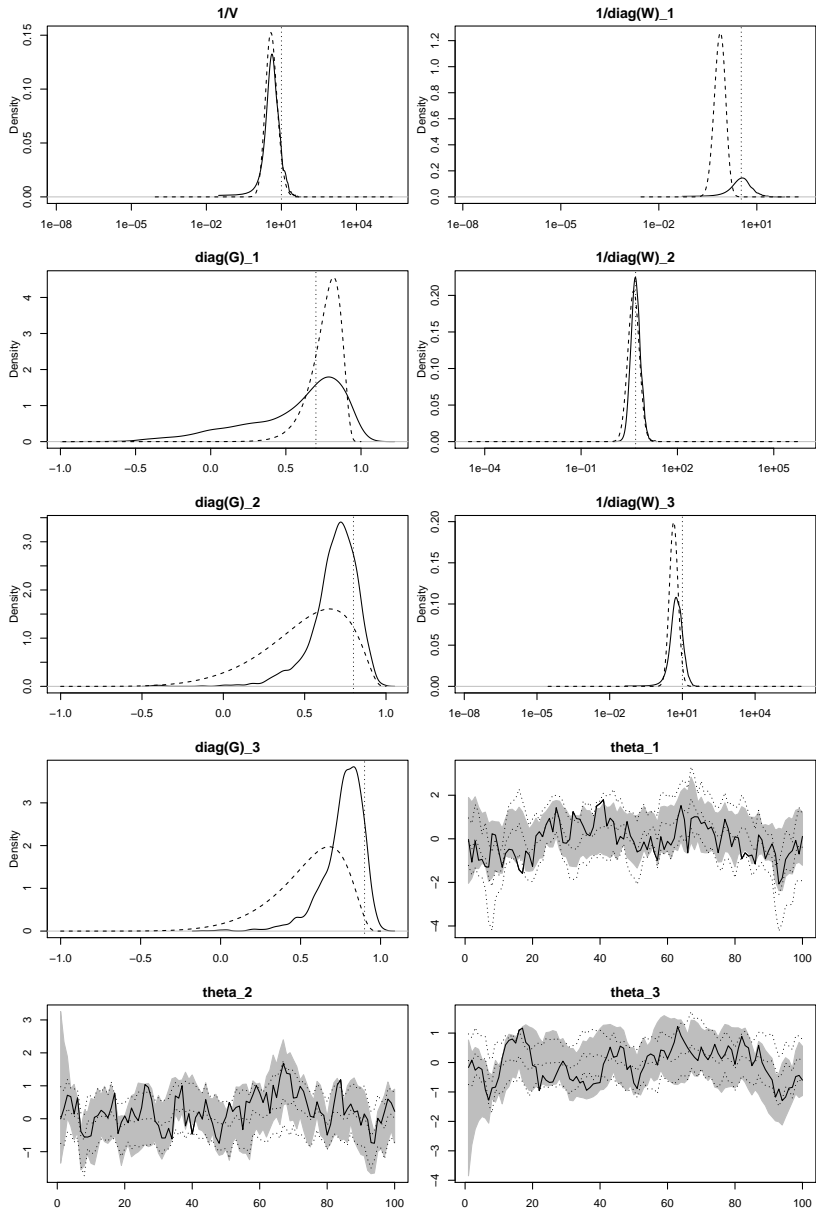 1/V
Density
0.00 0.05 0.10 0.15
1e−08 1e−05 1e−02 1e+01 1e+04
1/diag(W)_1
Density
0.0 0.2 0.4 0.6 0.8 1.0 1.2
1e−08 1e−05 1e−02 1e+01
diag(G)_1
Density
0 1 2 3 4
−1.0 −0.5 0.0 0.5 1.0
1/diag(W)_2
Density
0.00 0.05 0.10 0.15 0.20
1e−04 1e−01 1e+02 1e+05
diag(G)_2
Density
0.0 1.0 2.0 3.0
−1.0 −0.5 0.0 0.5 1.0
1/diag(W)_3
Density
0.00 0.05 0.10 0.15 0.20
1e−08 1e−05 1e−02 1e+01 1e+04
diag(G)_3
Density
0 1 2 3
−1.0 −0.5 0.0 0.5 1.0
theta_1
−4 −2 0 2
0 20 40 60 80 100
theta_2
−1 0 1 2 3
0 20 40 60 80 100
theta_3
−4 −3 −2 −1 0 1
0 20 40 60 80 100